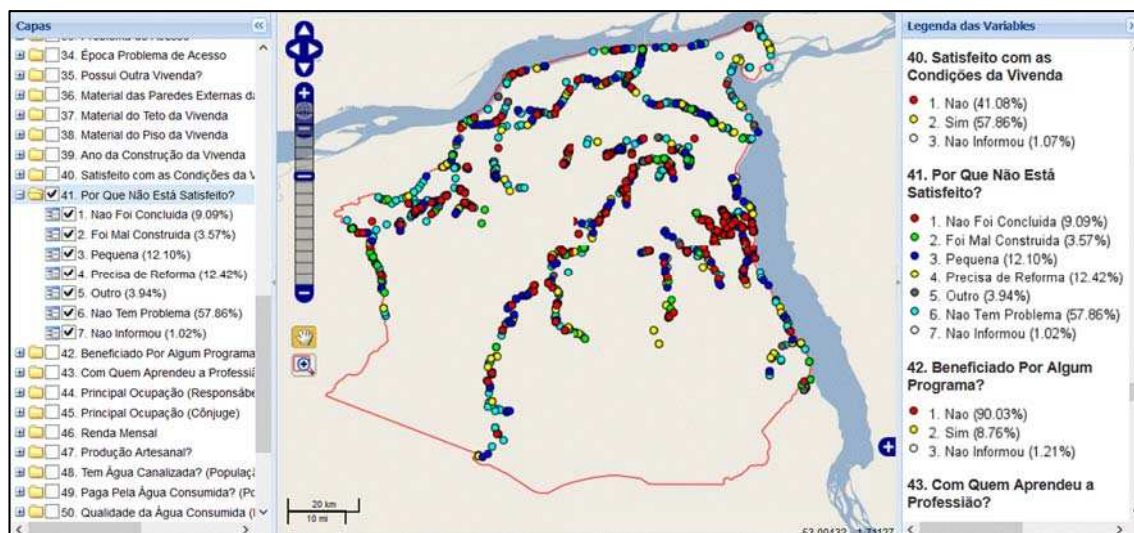 Capas
34. Época Problema de Acesso
35. Possui Outra Vivenda?
36. Material das Paredes Externas da
37. Material do Teto da Vivenda
38. Material do Piso da Vivenda
39. Ano da Construção da Vivenda
40. Satisfeito com as Condições da V
41. Por Que Não Está Satisfeito?
1. Nao Foi Concluida (9.09%)
2. Foi Mal Construida (3.57%)
3. Pequena (12.10%)
4. Precisa de Reforma (12.42%)
5. Outro (3.94%)
6. Nao Tem Problema (57.86%)
7. Nao Informou (1.02%)
42. Beneficiado Por Algum Programa
43. Com Quem Aprendeu a Professiã
44. Principal Ocupação (Responsábe
45. Principal Ocupação (Cônjuge)
46. Renda Mensal
47. Produção Artesanal?
48. Tem Água Canalizada? (Populaçã
49. Paga Pela Água Consumida? (Po
50. Qualidade da Água Consumida (
20 km
10 mi
Legenda das Variables
40. Satisfeito com as
Condições da Vivenda
1. Nao (41.08%)
2. Sim (57.86%)
3. Nao Informou (1.07%)
41. Por Que Não Está
Satisfeito?
1. Nao Foi Concluida (9.09%)
2. Foi Mal Construida (3.57%)
3. Pequena (12.10%)
4. Precisa de Reforma (12.42%)
5. Outro (3.94%)
6. Nao Tem Problema (57.86%)
7. Nao Informou (1.02%)
42. Beneficiado Por Algum
Programa?
1. Nao (90.03%)
2. Sim (8.76%)
3. Nao Informou (1.21%)
43. Com Quem Aprendeu a
Professião?